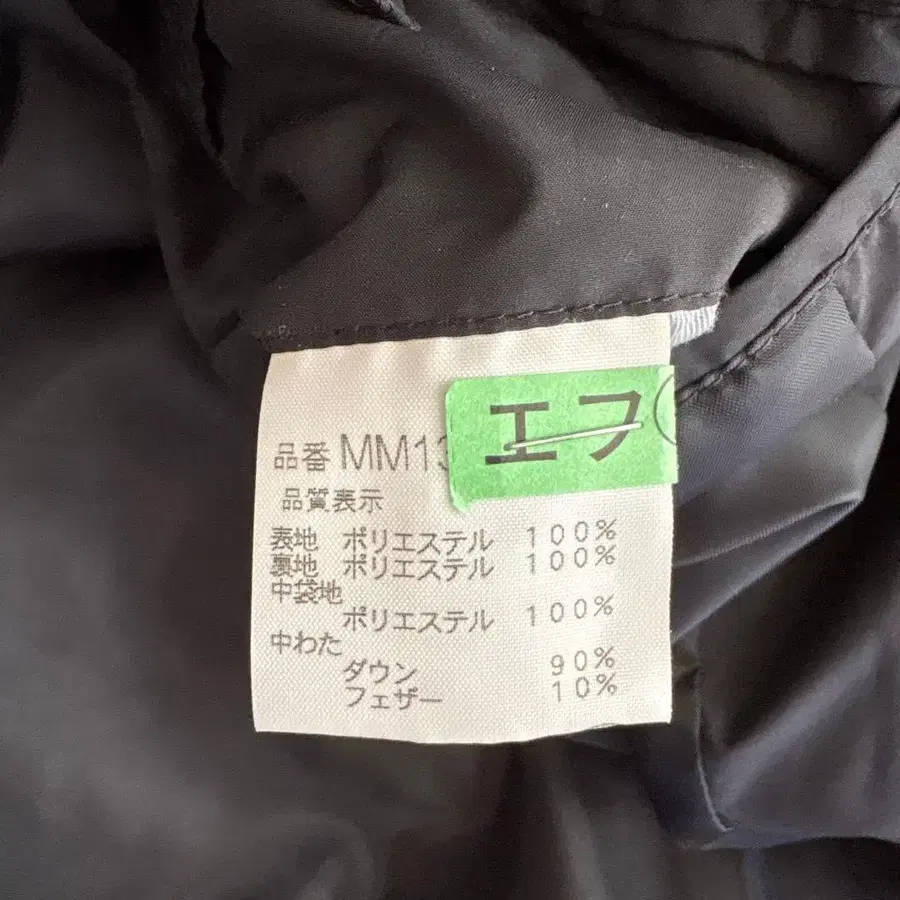 エフ
品番 MM13
品質表示
表地 ポリエステル 100%
裏地 ポリエステル 100%
中袋地
ポリエステル 100%
中わた
ダウン 90%
フェザー 10%